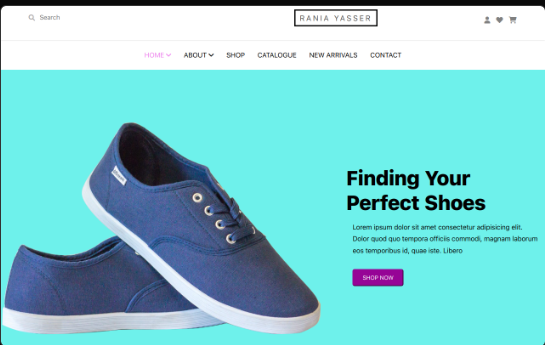 Search
RANIA YASSER
HOME ABOUT SHOP CATALOGUE NEW ARRIVALS CONTACT
Finding Your
Perfect Shoes
Lorem ipsum dolor sit amet consectetur adipisicing elit.
Dolor quod quo tempora officiis commodi, magnam laborum
eos temporibus id, quae iste. Libero
SHOP NOW